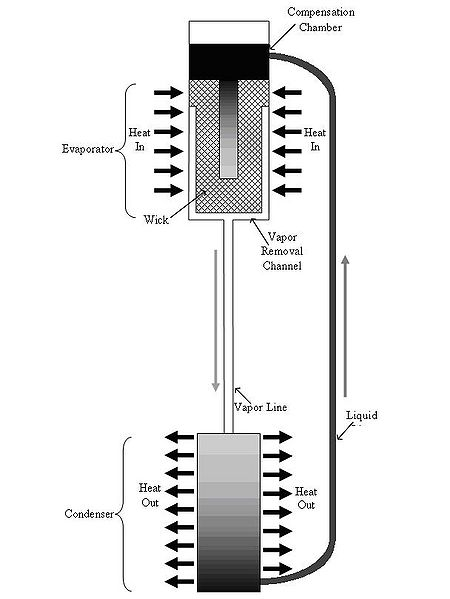 Compensation
Chamber
Heat
In
Heat
In
Evaporator
Wick
Vapor
Removal
Channel
Vapor Line
Liquid
Heat
Out
Heat
Out
Condenser